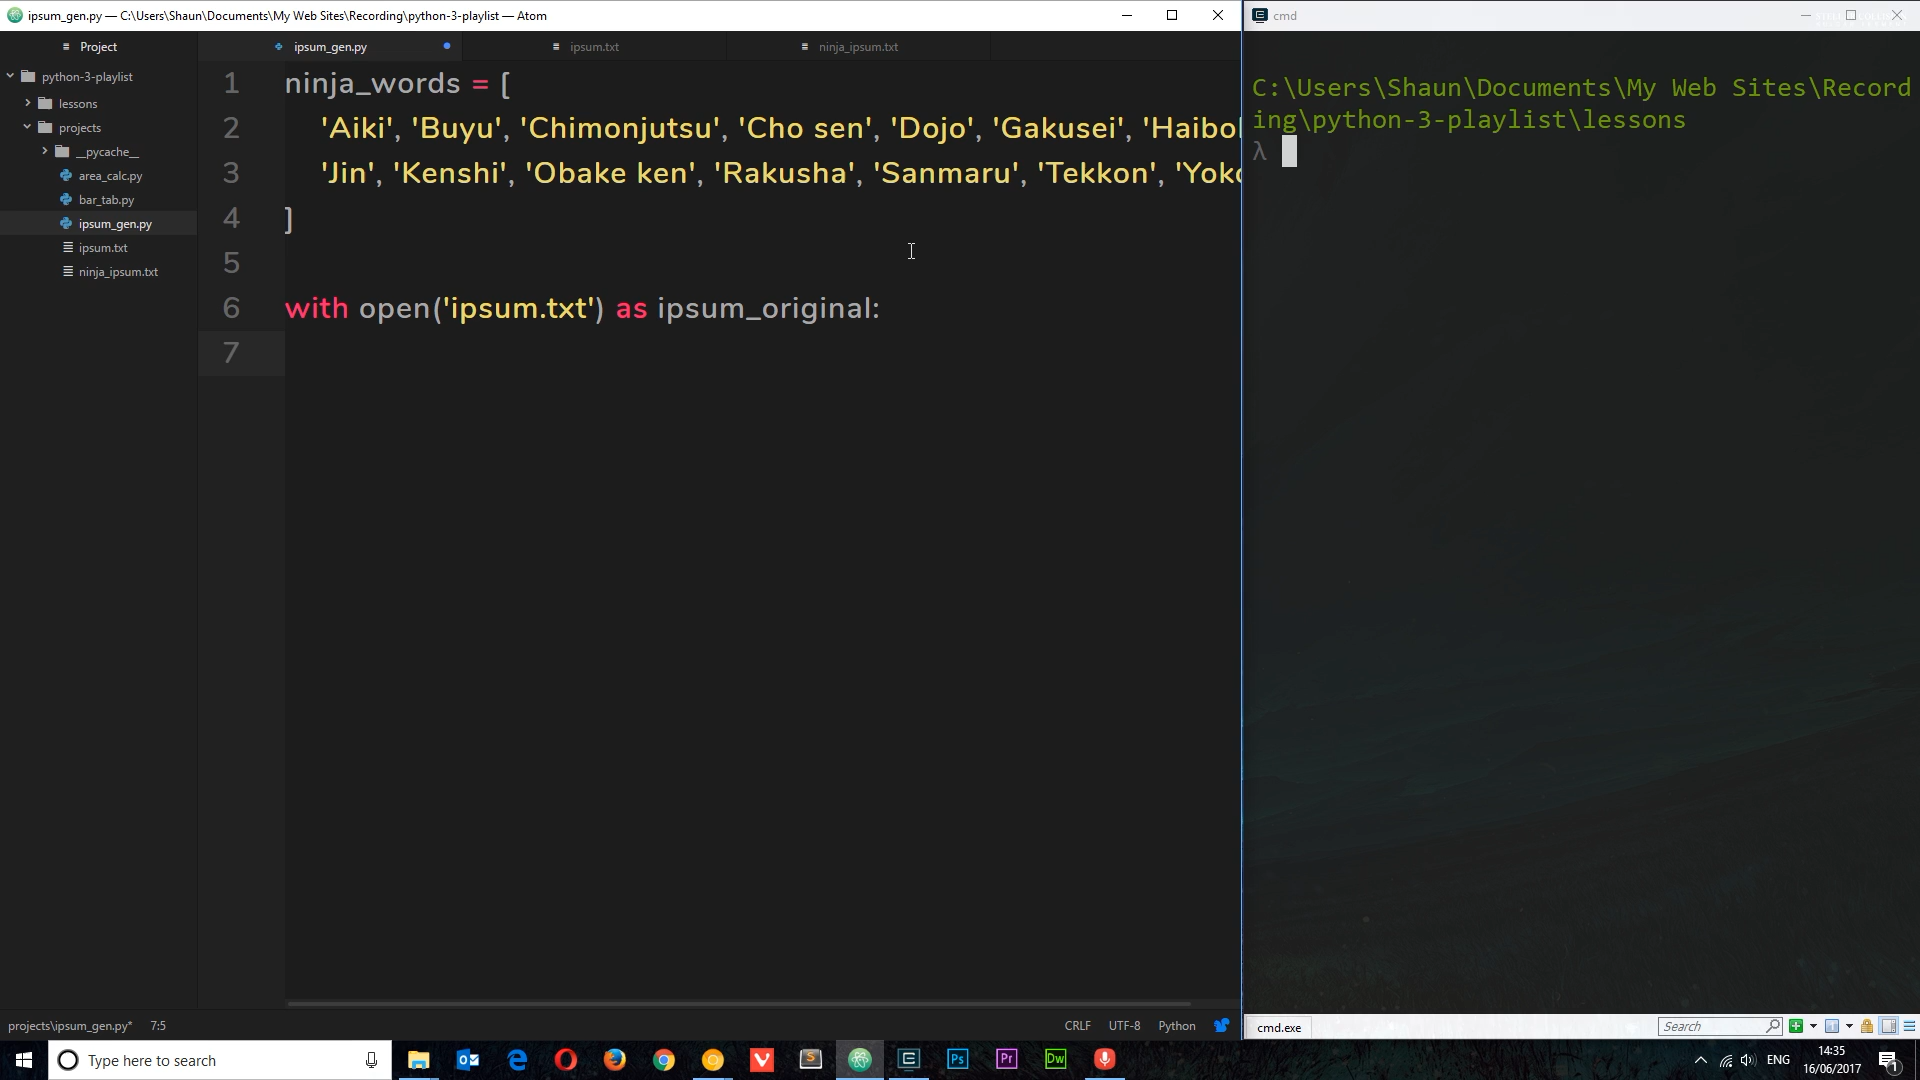 ipsum_gen.py — C:\Users\Shaun\Documents\My Web Sites\Recording\python-3-playlist — Atom
cmd
Project
ipsum_gen.py
ipsum.txt
ninja_ipsum.txt
python-3-playlist
lessons
projects
__pycache__
area_calc.py
bar_tab.py
ipsum_gen.py
ipsum.txt
ninja_ipsum.txt
1 ninja_words = [
2 'Aiki', 'Buyu', 'Chimonjutsu', 'Cho sen', 'Dojo', 'Gakusei',
3 'Jin', 'Kenshi', 'Obake ken', 'Rakusha', 'Sanmaru', 'Tekkon',
4 ]
5
6 with open('ipsum.txt') as ipsum_original:
7
C:\Users\Shaun\Documents\My Web Sites\Record
ing\python-3-playlist\lessons
λ
projects\ipsum_gen.py* 7:5
CRLF UTF-8 Python
cmd.exe
Search
Type here to search
Ps
Pr
Dw
ENG
14:35
16/06/2017
1